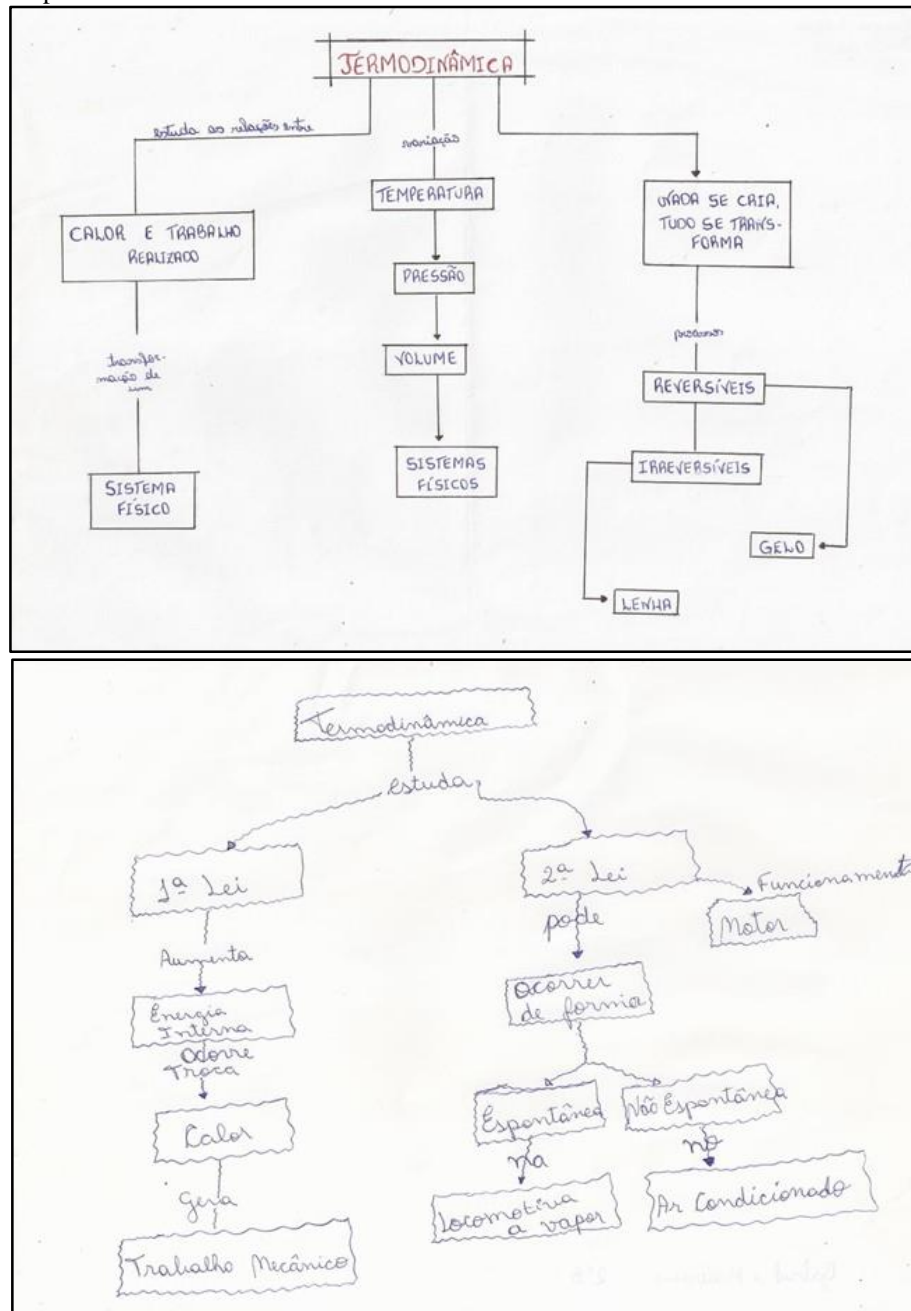 TERMODINÂMICA
estuda as relações entre
variação
TEMPERATURA
NADA SE CRIA,
TUDO SE TRANS-
FORMA
CALOR E TRABALHO
REALIZADO
PRESSÃO
processos
transfor-
mação de
um
VOLUME
REVERSÍVEIS
SISTEMAS
FÍSICOS
IRREVERSÍVEIS
SISTEMA
FÍSICO
GELO
LENHA
Termodinâmica
estuda
1ª Lei
2ª Lei
Funcionamento
Motor
pode
Aumenta
Ocorrer
de forma
Energia
Interna
Ocorre
Troca
Espontânea
Não Espontânea
Calor
na
no
Gera
Locomotiva
a vapor
Ar Condicionado
Trabalho Mecânico